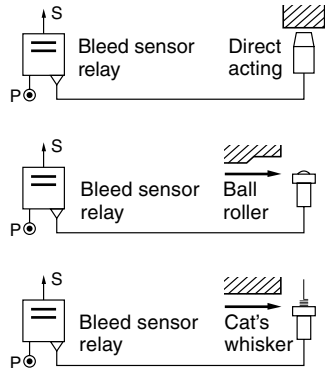 S
Bleed sensor
relay
Direct
acting
P
S
Bleed sensor
relay
Ball
roller
P
S
Bleed sensor
relay
Cat's
whisker
P